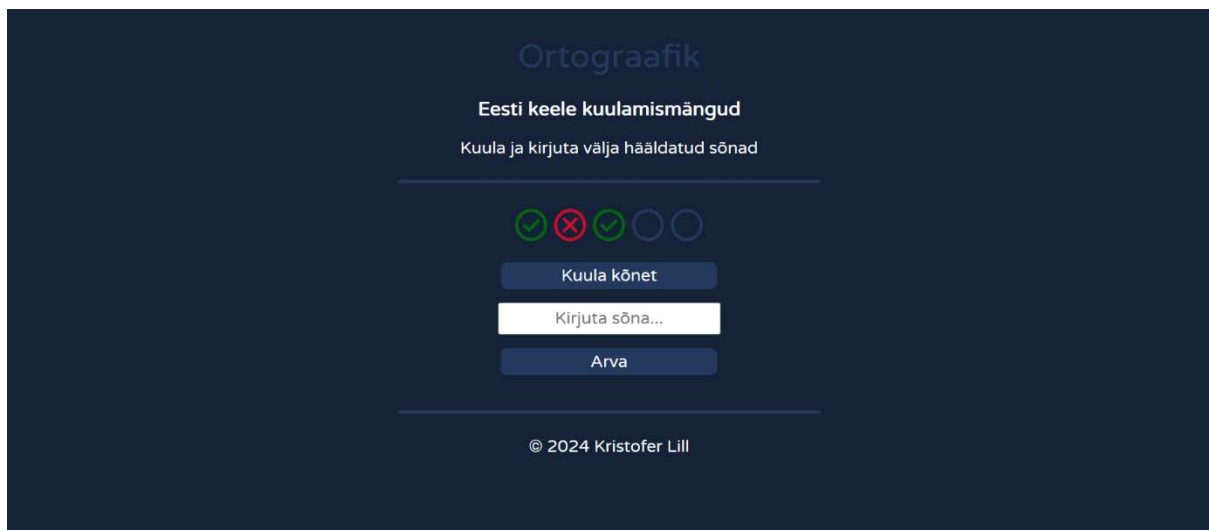 Ortograafik
Eesti keele kuulamismängud
Kuula ja kirjuta välja hääldatud sõnad
Kuula kõnet
Kirjuta sõna...
Arva
© 2024 Kristofer Lill